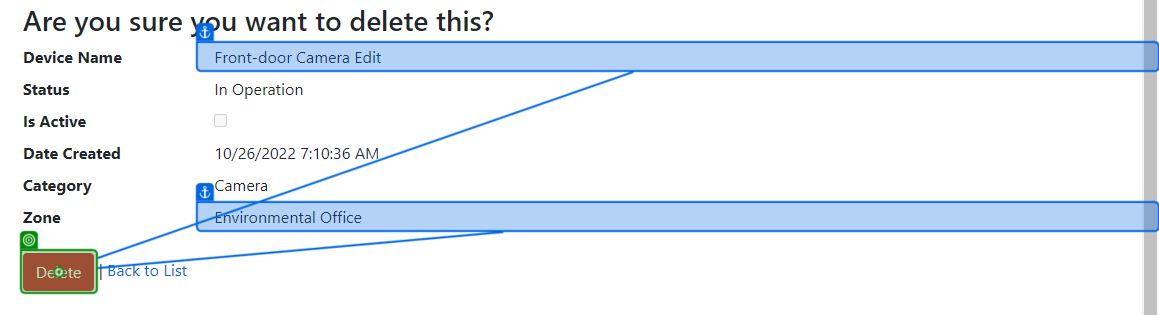 Are you sure you want to delete this?
Device Name Front-door Camera Edit
Status In Operation
Is Active
Date Created 10/26/2022 7:10:36 AM
Category Camera
Zone Environmental Office
Delete | Back to List